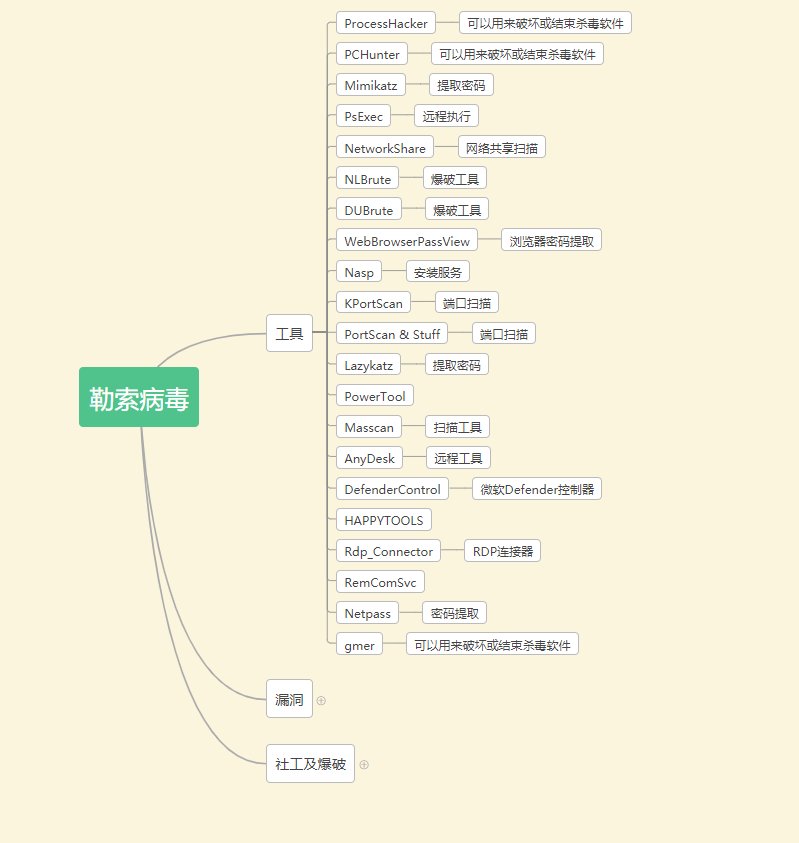 ProcessHacker 可以用来破坏或结束杀毒软件
PCHunter 可以用来破坏或结束杀毒软件
Mimikatz 提取密码
PsExec 远程执行
NetworkShare 网络共享扫描
NLBrute 爆破工具
DUBrute 爆破工具
WebBrowserPassView 浏览器密码提取
Nasp 安装服务
KPortScan 端口扫描
工具
PortScan & Stuff 端口扫描
Lazykatz 提取密码
勒索病毒
PowerTool
Masscan 扫描工具
AnyDesk 远程工具
DefenderControl 微软Defender控制器
HAPPYTOOLS
Rdp_Connector RDP连接器
RemComSvc
Netpass 密码提取
gmer 可以用来破坏或结束杀毒软件
漏洞
社工及爆破